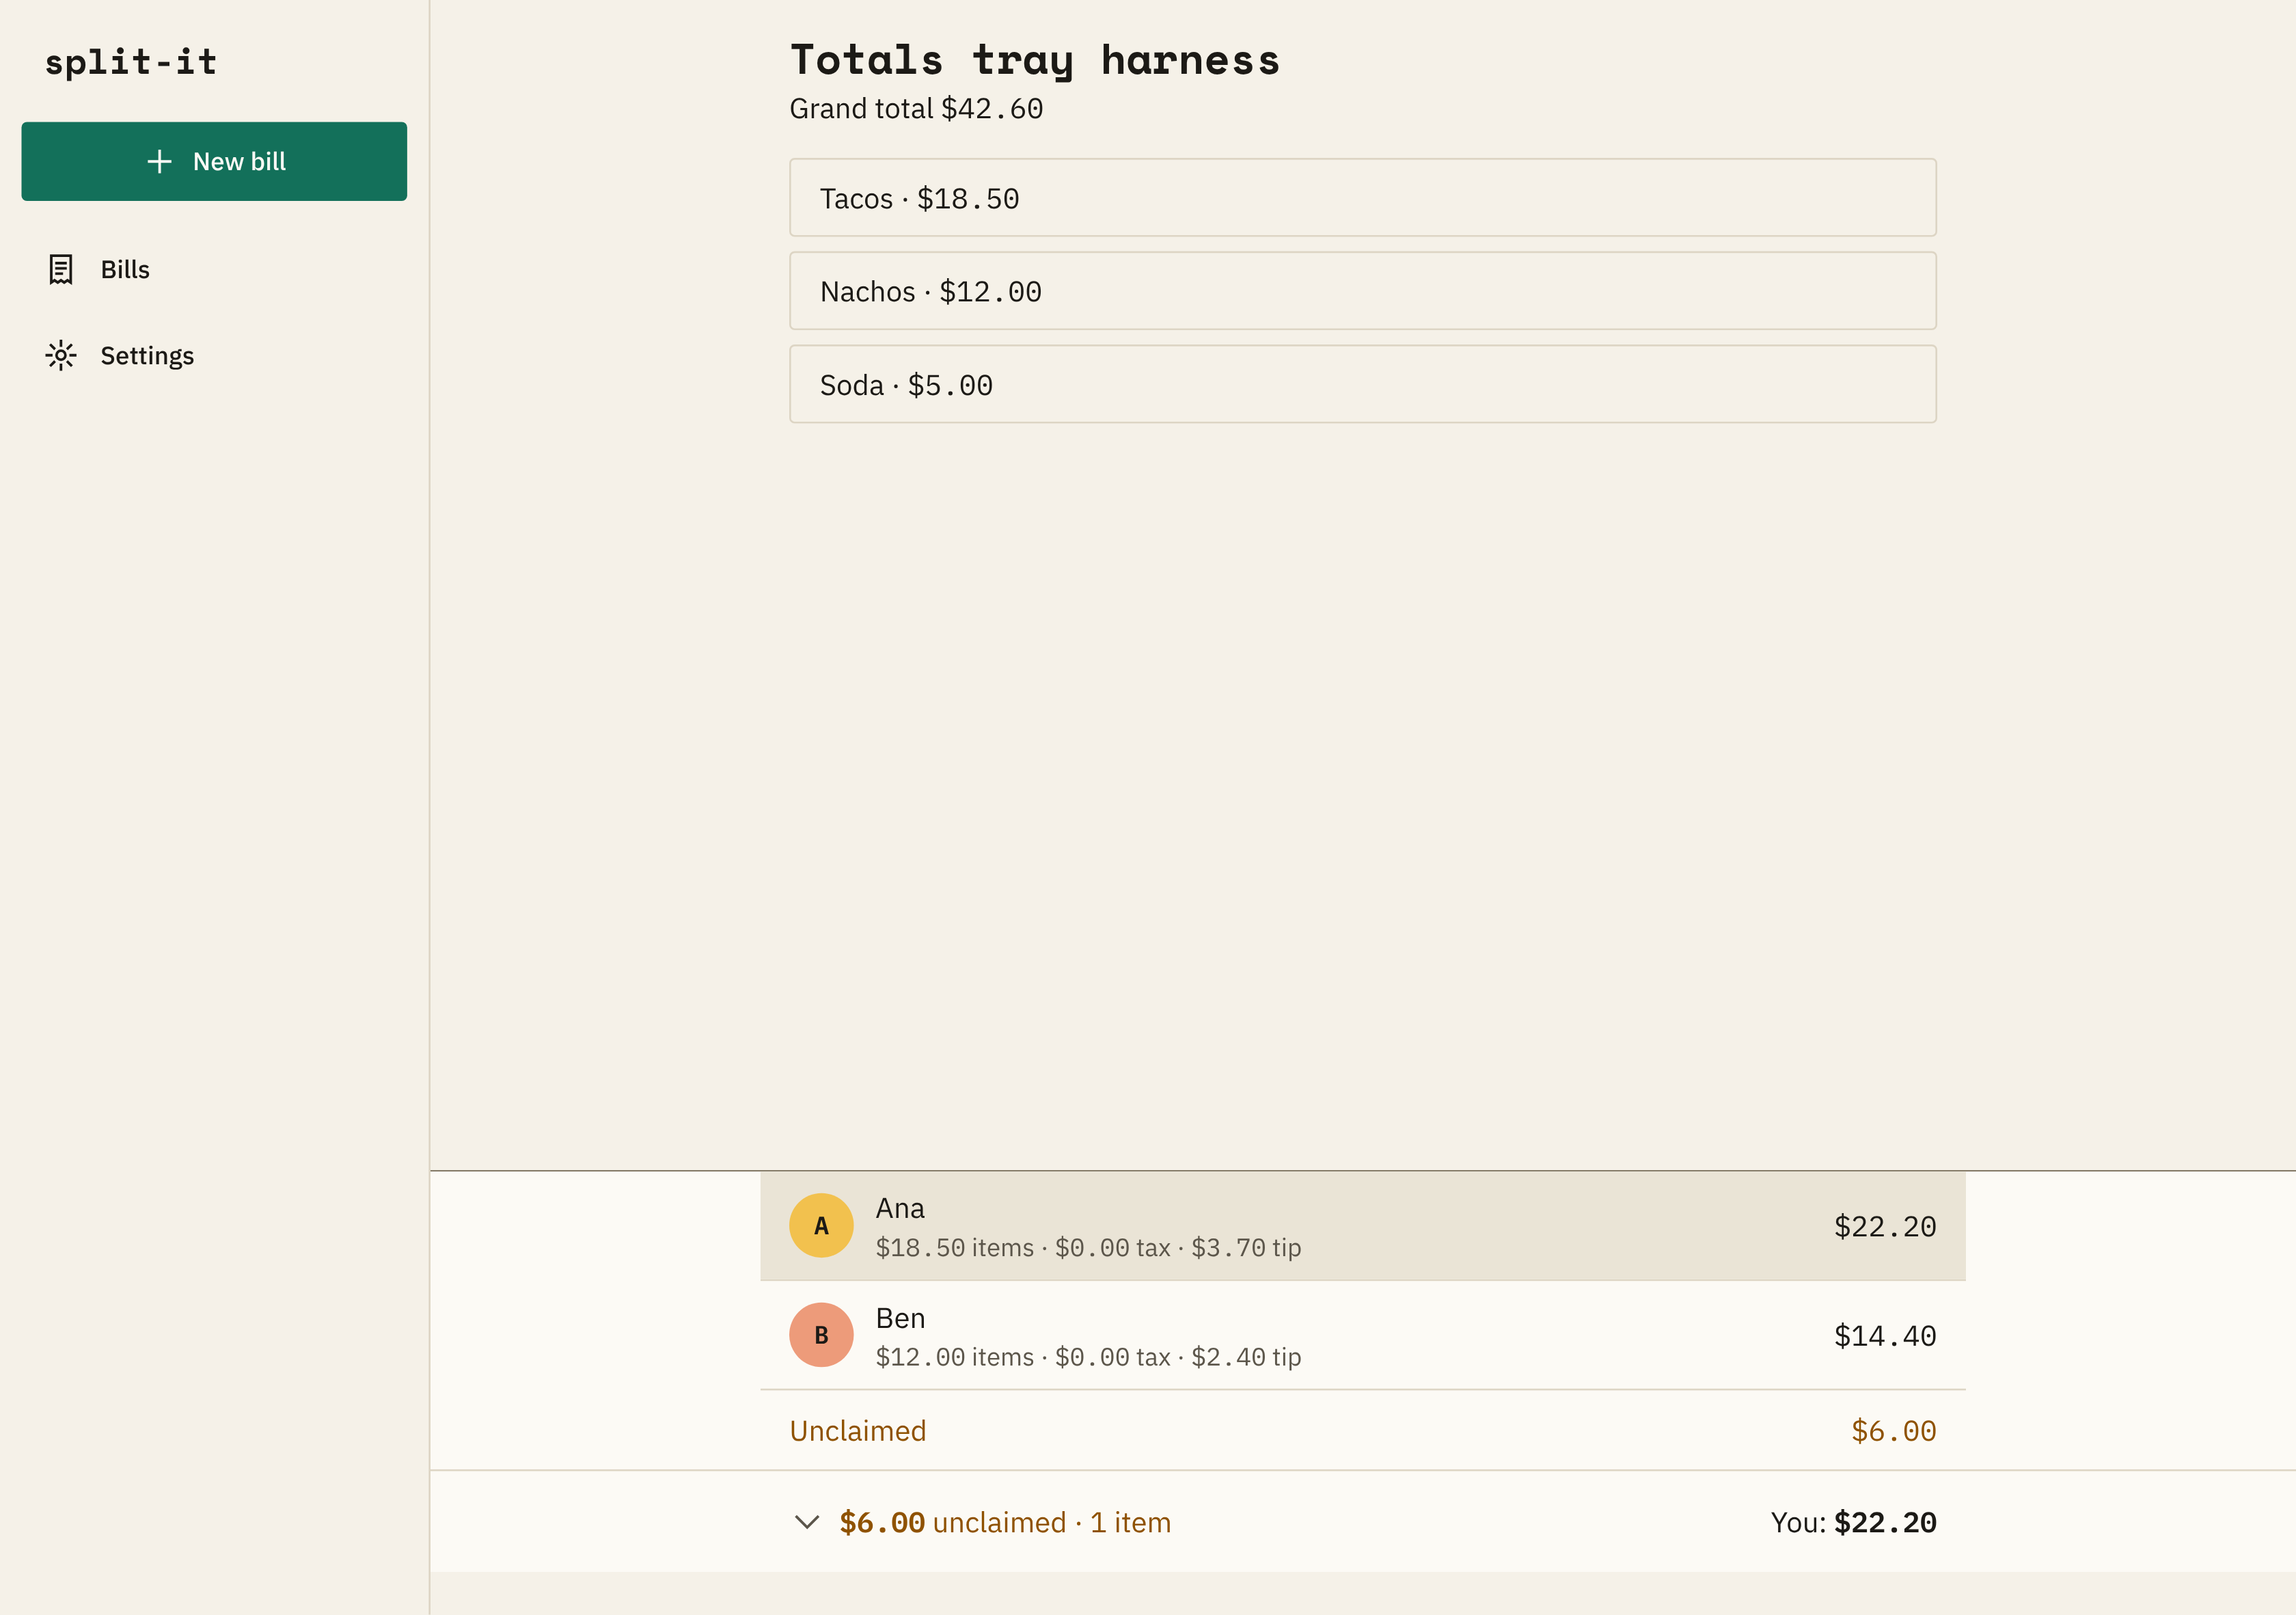 split-it
New bill
Bills
Settings
Totals tray harness
Grand total $42.60
Tacos · $18.50
Nachos · $12.00
Soda · $5.00
A
Ana
$18.50 items · $0.00 tax · $3.70 tip
$22.20
B
Ben
$12.00 items · $0.00 tax · $2.40 tip
$14.40
Unclaimed
$6.00
$6.00 unclaimed · 1 item
You: $22.20